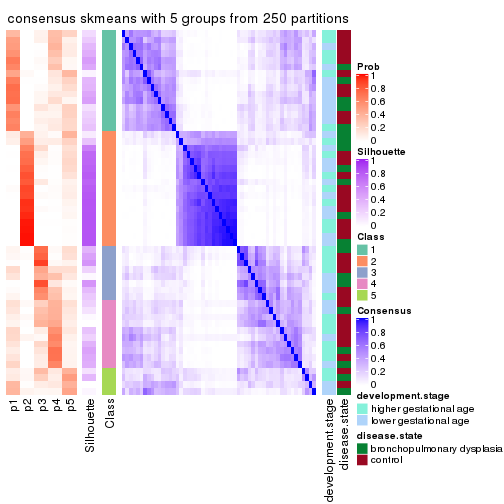 consensus skmeans with 5 groups from 250 partitions
Prob
1
0.8
0.6
0.4
0.2
0
Silhouette
1
0.8
0.6
0.4
0.2
0
Class
1
2
3
4
5
Consensus
1
0.8
0.6
0.4
0.2
0
development.stage
higher gestational age
lower gestational age
disease.state
bronchopulmonary dysplasia
control
p1
p2
p3
p4
p5
Silhouette
Class
development.stage
disease.state